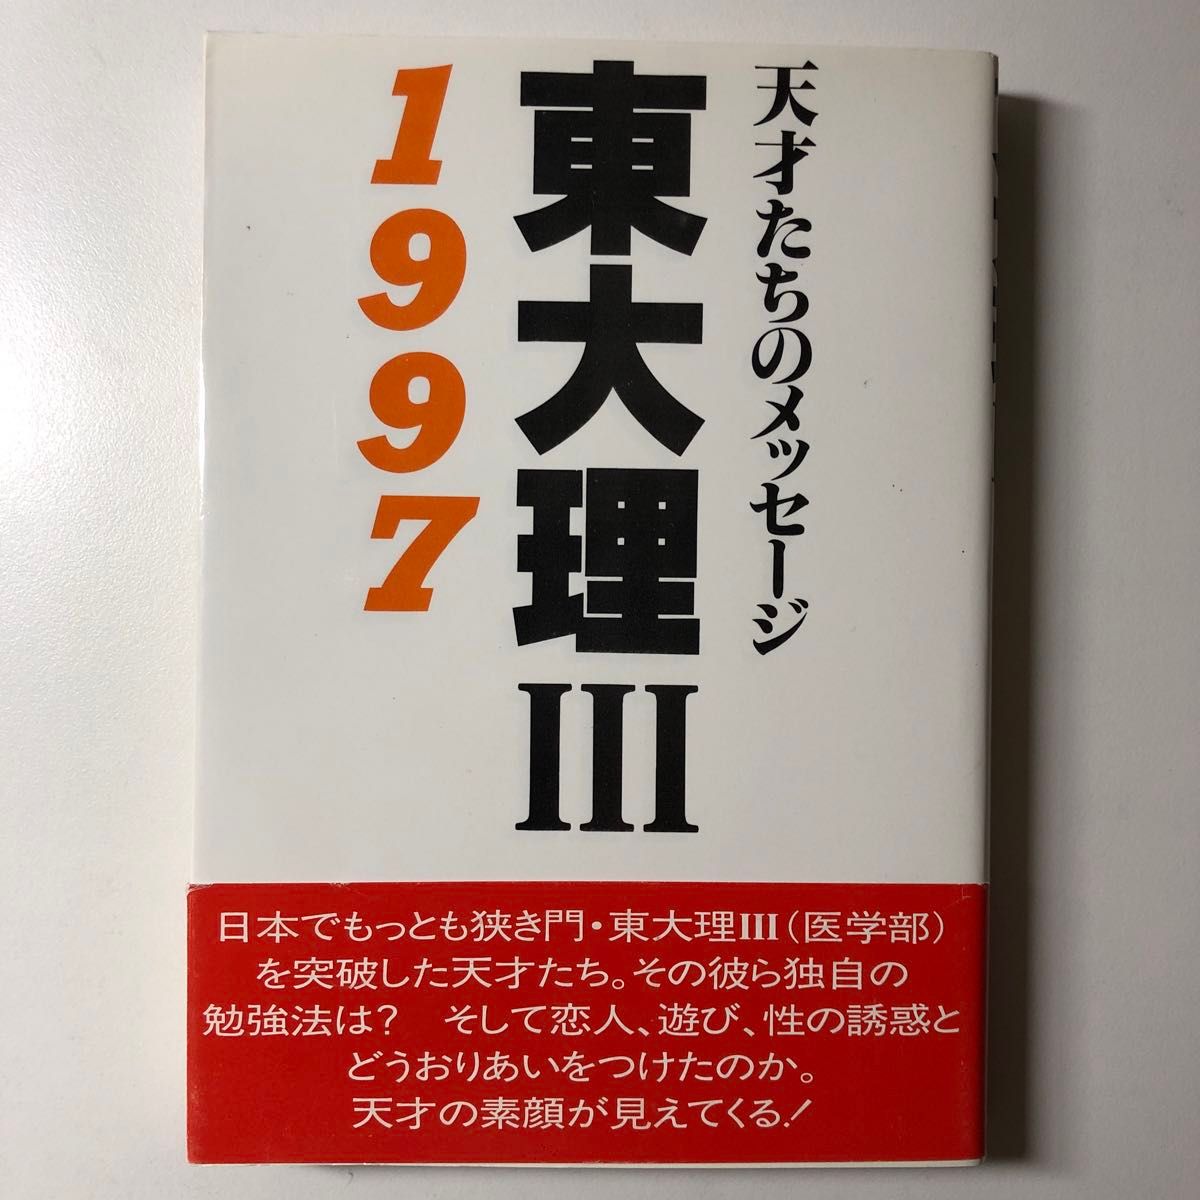 天才たちのメッセージ
東大理III
1997
日本でもっとも狭き門・東大理III(医学部)
を突破した天才たち。その彼ら独自の
勉強法は? そして恋人、遊び、性の誘惑と
どうおりあいをつけたのか。
天才の素顔が見えてくる!